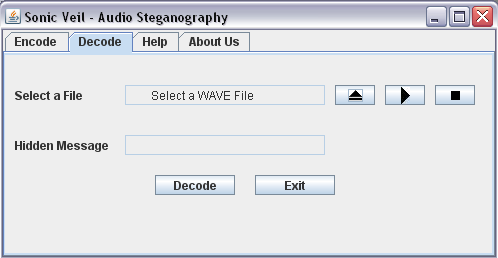 Sonic Veil - Audio Steganography
Encode Decode Help About Us
Select a File Select a WAVE File
Hidden Message
Decode Exit